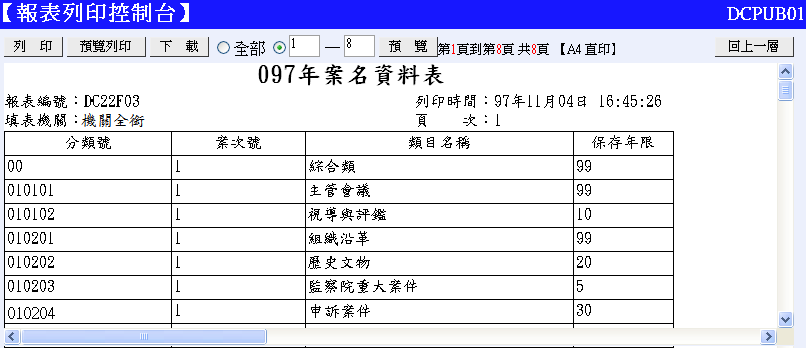 【報表列印控制台】 DCPUB01
列 印 預覽列印 下 載 全部 1 — 8 預 覽 第1頁到第8頁 共8頁 【A4直印】 回上一層
097年案名資料表
報表編號：DC22F03 列印時間：97年11月04日 16:45:26
填表機關：機關全銜 頁 次：1
分類號 案次號 類目名稱 保存年限
00 1 綜合類 99
010101 1 主管會議 99
010102 1 視導與評鑑 10
010201 1 組織沿革 99
010202 1 歷史文物 20
010203 1 監察院重大案件 5
010204 1 申訴案件 30